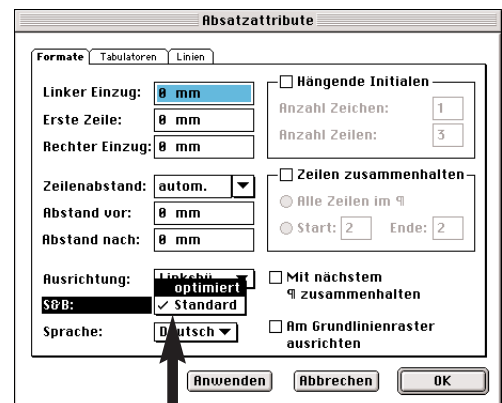 Absatzattribute
Formate Tabulatoren Linien
Linker Einzug: 0 mm
Erste Zeile: 0 mm
Rechter Einzug: 0 mm
Zeilenabstand: autom.
Abstand vor: 0 mm
Abstand nach: 0 mm
Ausrichtung:
optimiert
S&B: ✓ Standard
Sprache: Deutsch
Hängende Initialen
Anzahl Zeichen: 1
Anzahl Zeilen: 3
Zeilen zusammenhalten
Alle Zeilen im ¶
Start: 2 Ende: 2
Mit nächstem
¶ zusammenhalten
Am Grundlinienraster
ausrichten
Anwenden Abbrechen OK